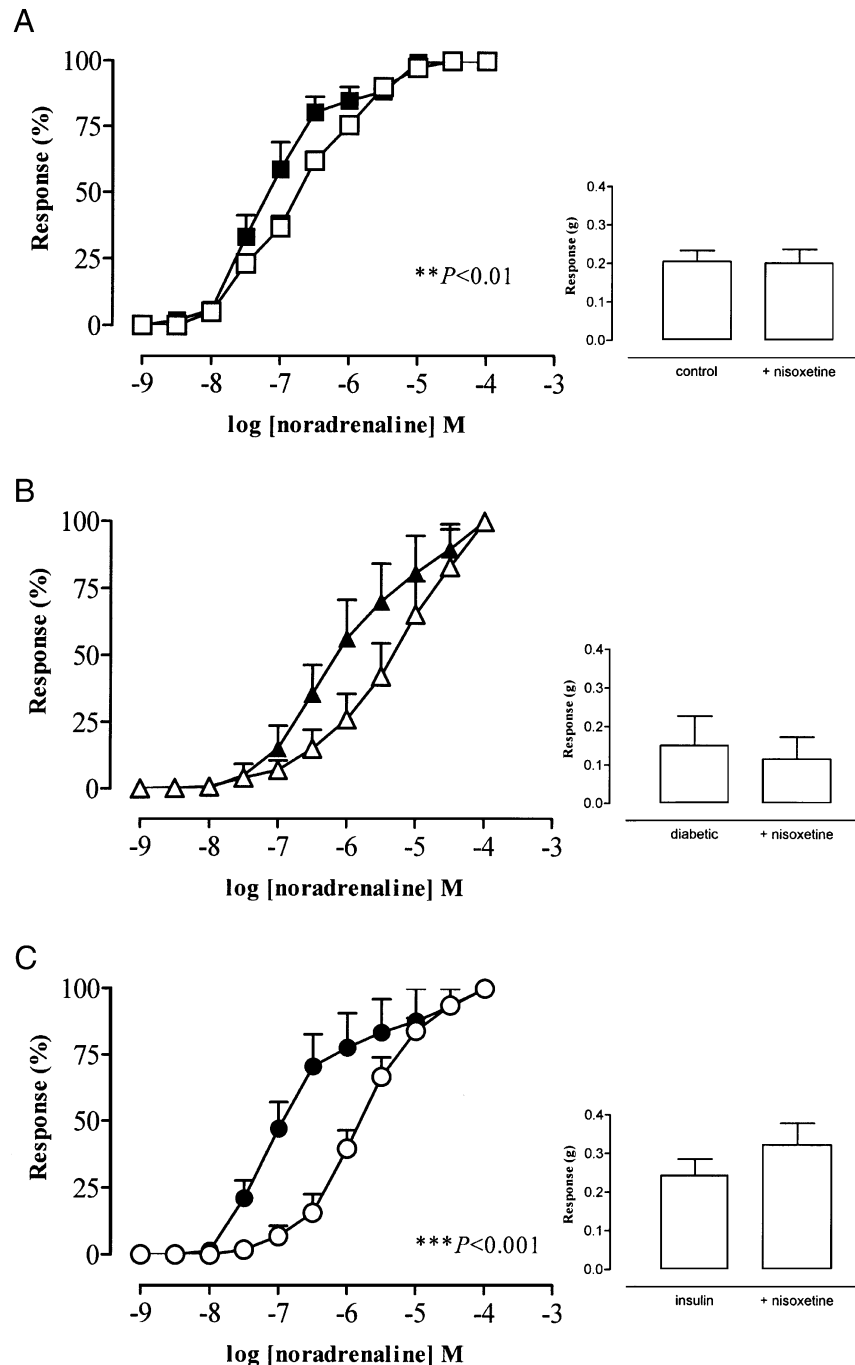 A
Response (%)
100
75
50
25
0
**P<0.01
-9 -8 -7 -6 -5 -4 -3
log [noradrenaline] M
Response (g)
0.4
0.3
0.2
0.1
0.0
control + nisoxetine
B
Response (%)
100
75
50
25
0
-9 -8 -7 -6 -5 -4 -3
log [noradrenaline] M
Response (g)
0.4
0.3
0.2
0.1
0.0
diabetic + nisoxetine
C
Response (%)
100
75
50
25
0
***P<0.001
-9 -8 -7 -6 -5 -4 -3
log [noradrenaline] M
Response (g)
0.4
0.3
0.2
0.1
0.0
insulin + nisoxetine